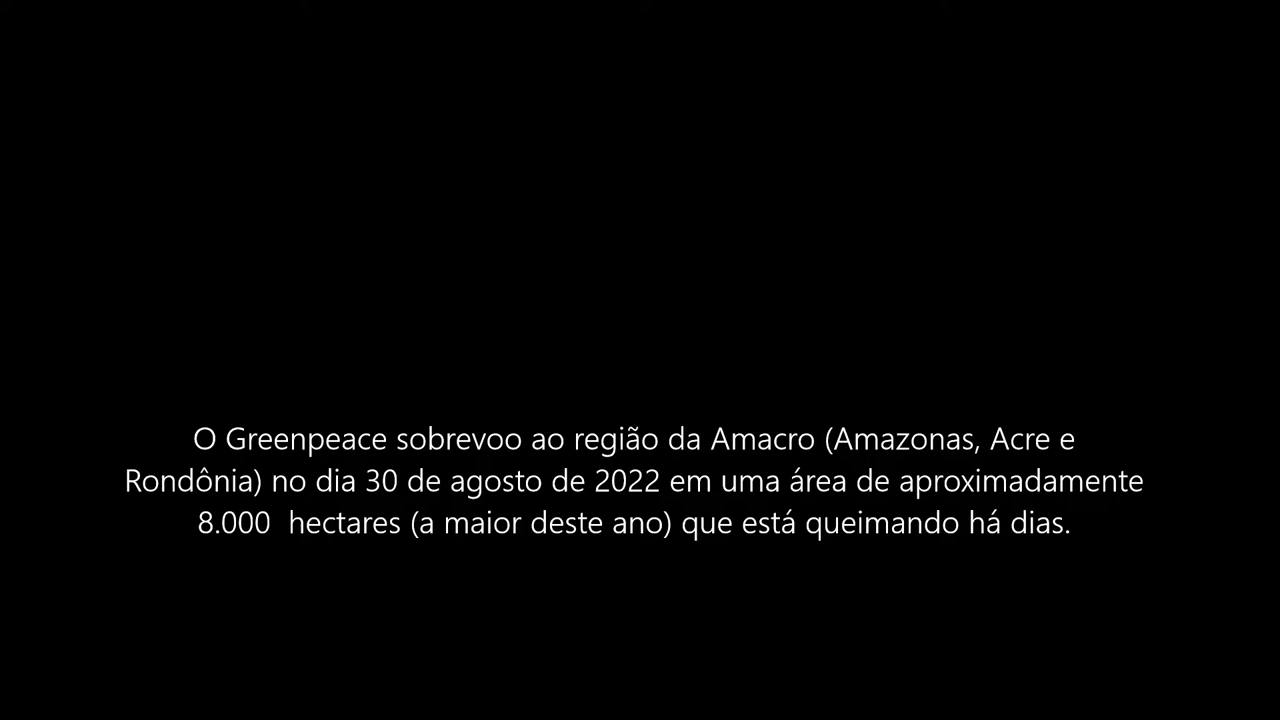 O Greenpeace sobrevoo ao região da Amacro (Amazonas, Acre e
Rondônia) no dia 30 de agosto de 2022 em uma área de aproximadamente
8.000  hectares (a maior deste ano) que está queimando há dias.